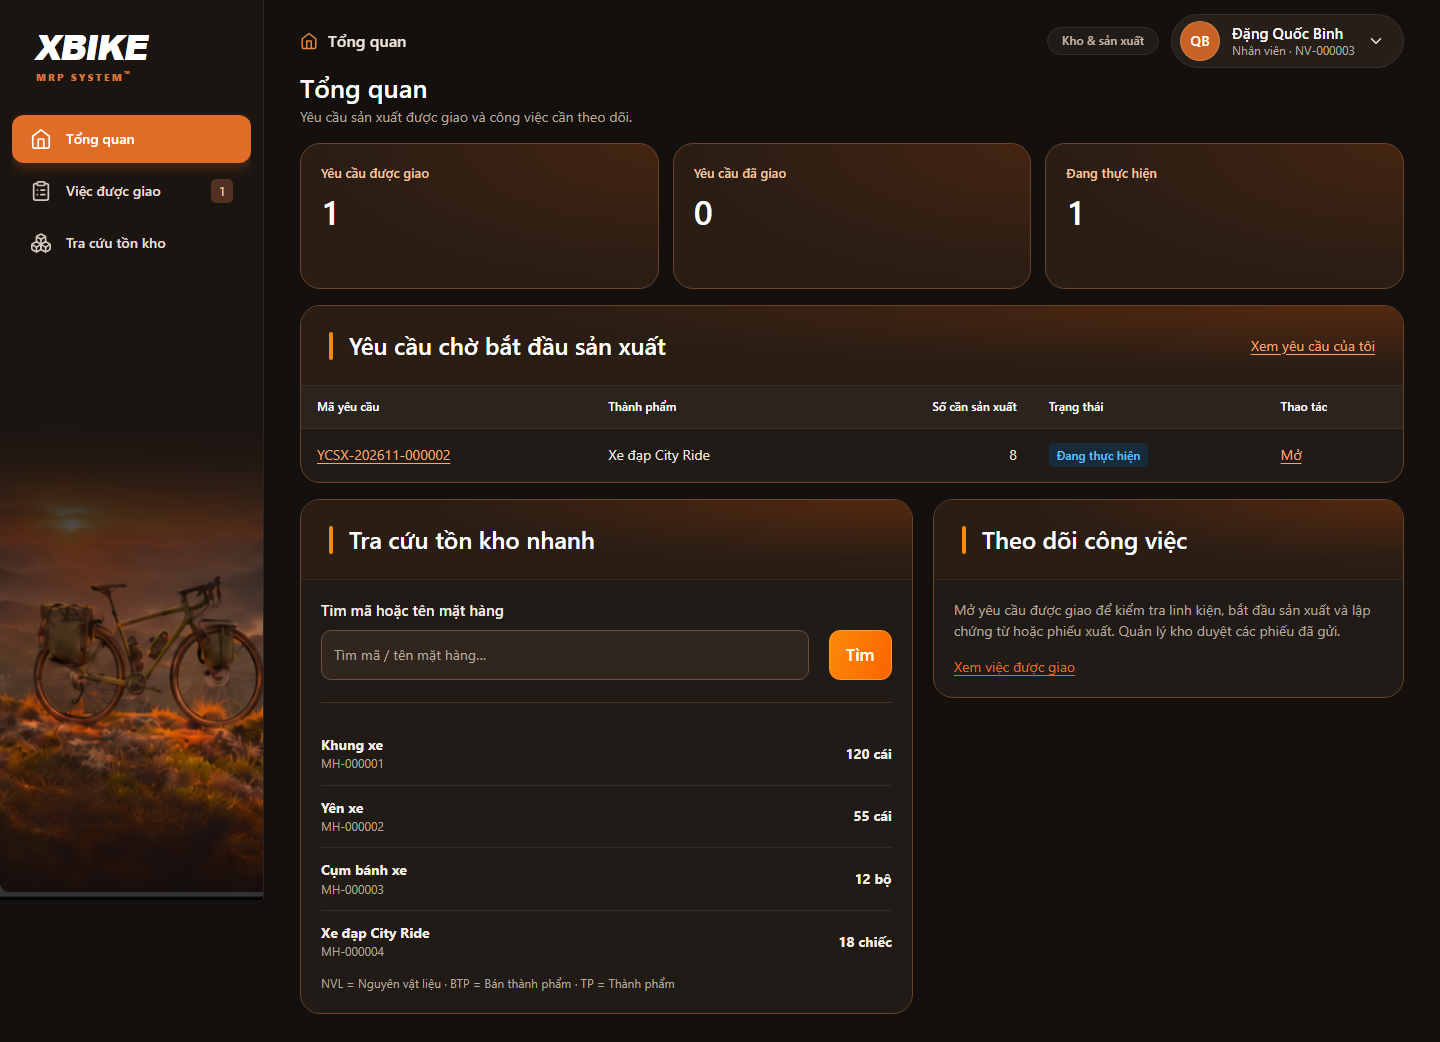 XBIKE
MRP SYSTEM™
Tổng quan
Việc được giao
1
Tra cứu tồn kho
Tổng quan
Kho & sản xuất
QB
Đặng Quốc Bình
Nhân viên · NV-000003
Tổng quan
Yêu cầu sản xuất được giao và công việc cần theo dõi.
Yêu cầu được giao
1
Yêu cầu đã giao
0
Đang thực hiện
1
Yêu cầu chờ bắt đầu sản xuất
Xem yêu cầu của tôi
Mã yêu cầu
Thành phẩm
Số cần sản xuất
Trạng thái
Thao tác
YCSX-202611-000002
Xe đạp City Ride
8
Đang thực hiện
Mở
Tra cứu tồn kho nhanh
Tìm mã hoặc tên mặt hàng
Tìm mã / tên mặt hàng...
Tìm
Khung xe
MH-000001
120 cái
Yên xe
MH-000002
55 cái
Cụm bánh xe
MH-000003
12 bộ
Xe đạp City Ride
MH-000004
18 chiếc
NVL = Nguyên vật liệu · BTP = Bán thành phẩm · TP = Thành phẩm
Theo dõi công việc
Mở yêu cầu được giao để kiểm tra linh kiện, bắt đầu sản xuất và lập
chứng từ hoặc phiếu xuất. Quản lý kho duyệt các phiếu đã gửi.
Xem việc được giao